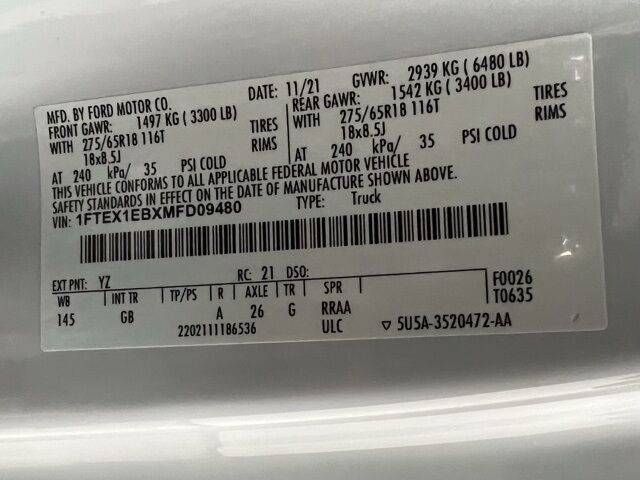 MFD. BY FORD MOTOR CO. DATE: 11/21 GVWR: 2939 KG ( 6480 LB)
FRONT GAWR: 1497 KG ( 3300 LB) REAR GAWR: 1542 KG ( 3400 LB)
WITH 275/65R18 116T TIRES WITH 275/65R18 116T TIRES
18x8.5J RIMS 18x8.5J RIMS
AT 240 kPa/ 35 PSI COLD AT 240 kPa/ 35 PSI COLD
THIS VEHICLE CONFORMS TO ALL APPLICABLE FEDERAL MOTOR VEHICLE
SAFETY STANDARDS IN EFFECT ON THE DATE OF MANUFACTURE SHOWN ABOVE.
VIN: 1FTEX1EBXMFD09480 TYPE: Truck
EXT PNT: YZ RC: 21 DSO: F0026
WB INT TR TP/PS R AXLE TR SPR T0635
145 GB A 26 G RRAA
2202111186536 ULC ▽ 5U5A-3520472-AA